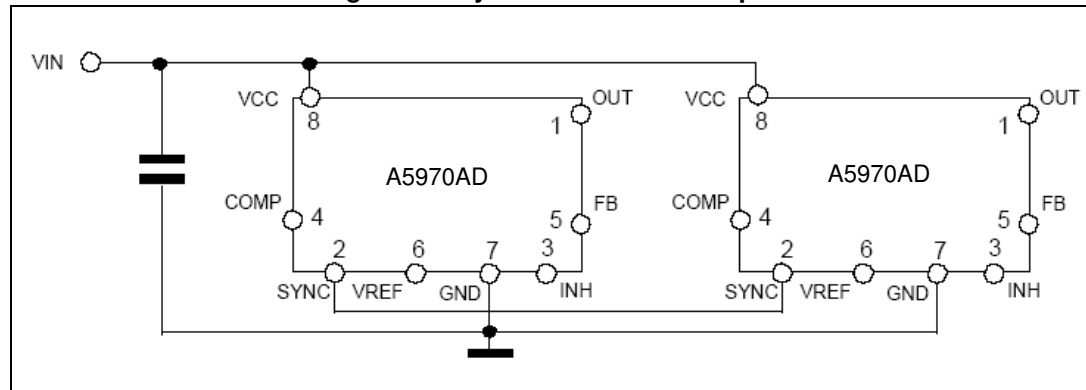 VIN
VCC
8
OUT
1
A5970AD
COMP
4
FB
5
2
6
7
3
SYNC
VREF
GND
INH
VCC
8
OUT
1
A5970AD
COMP
4
FB
5
2
6
7
3
SYNC
VREF
GND
INH